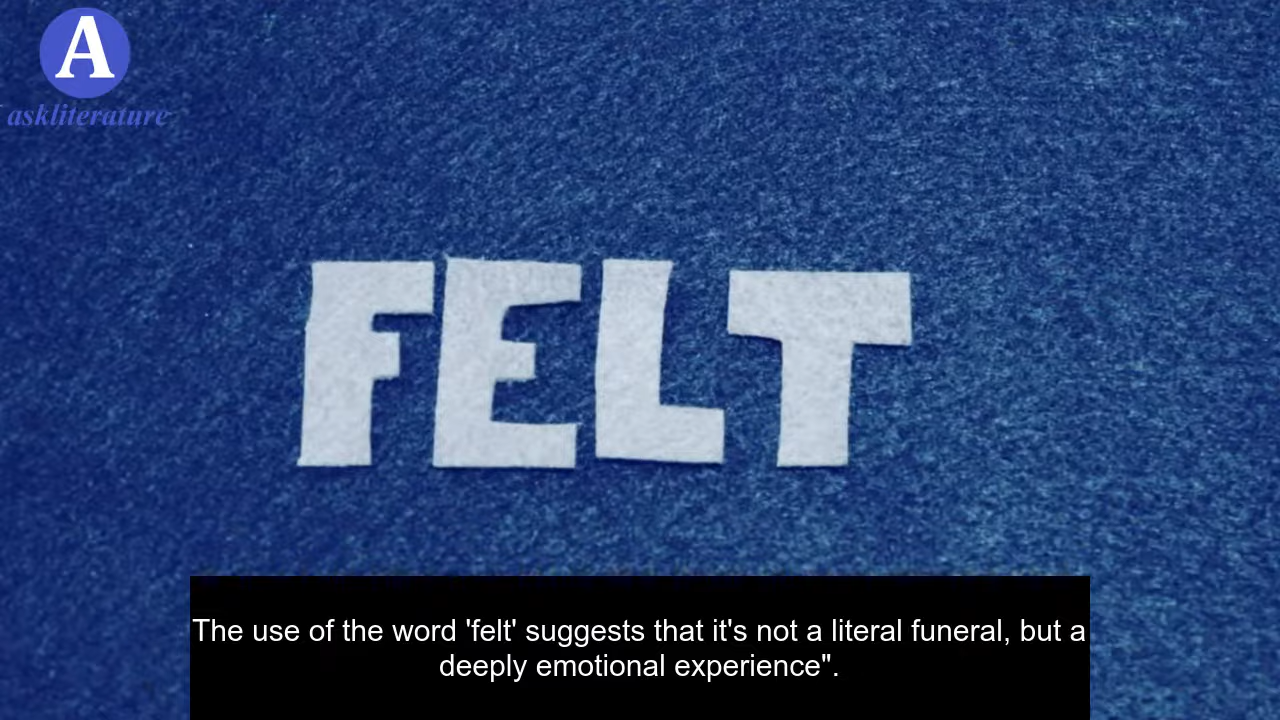 A
askliterature
FELT
The use of the word 'felt' suggests that it's not a literal funeral, but a
deeply emotional experience".